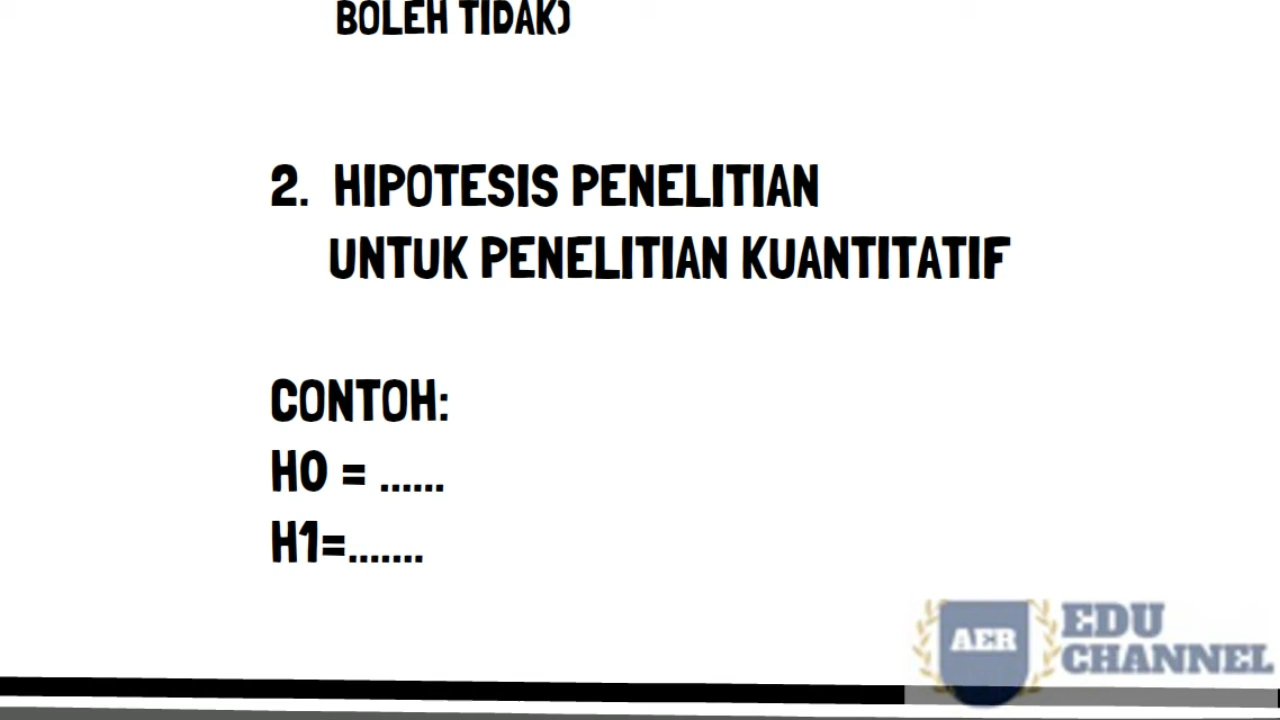 BOLEH TIDAK)
2. HIPOTESIS PENELITIAN
UNTUK PENELITIAN KUANTITATIF
CONTOH:
H0 = ......
H1=.......
AER
EDU
CHANNEL